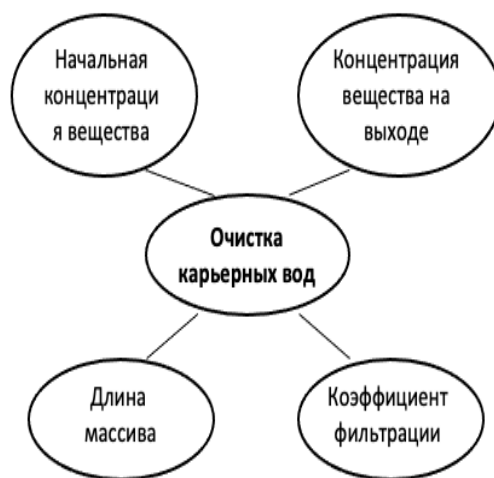 Начальная
концентраци
я вещества
Концентрация
вещества на
выходе
Очистка
карьерных вод
Длина
массива
Коэффициент
фильтрации